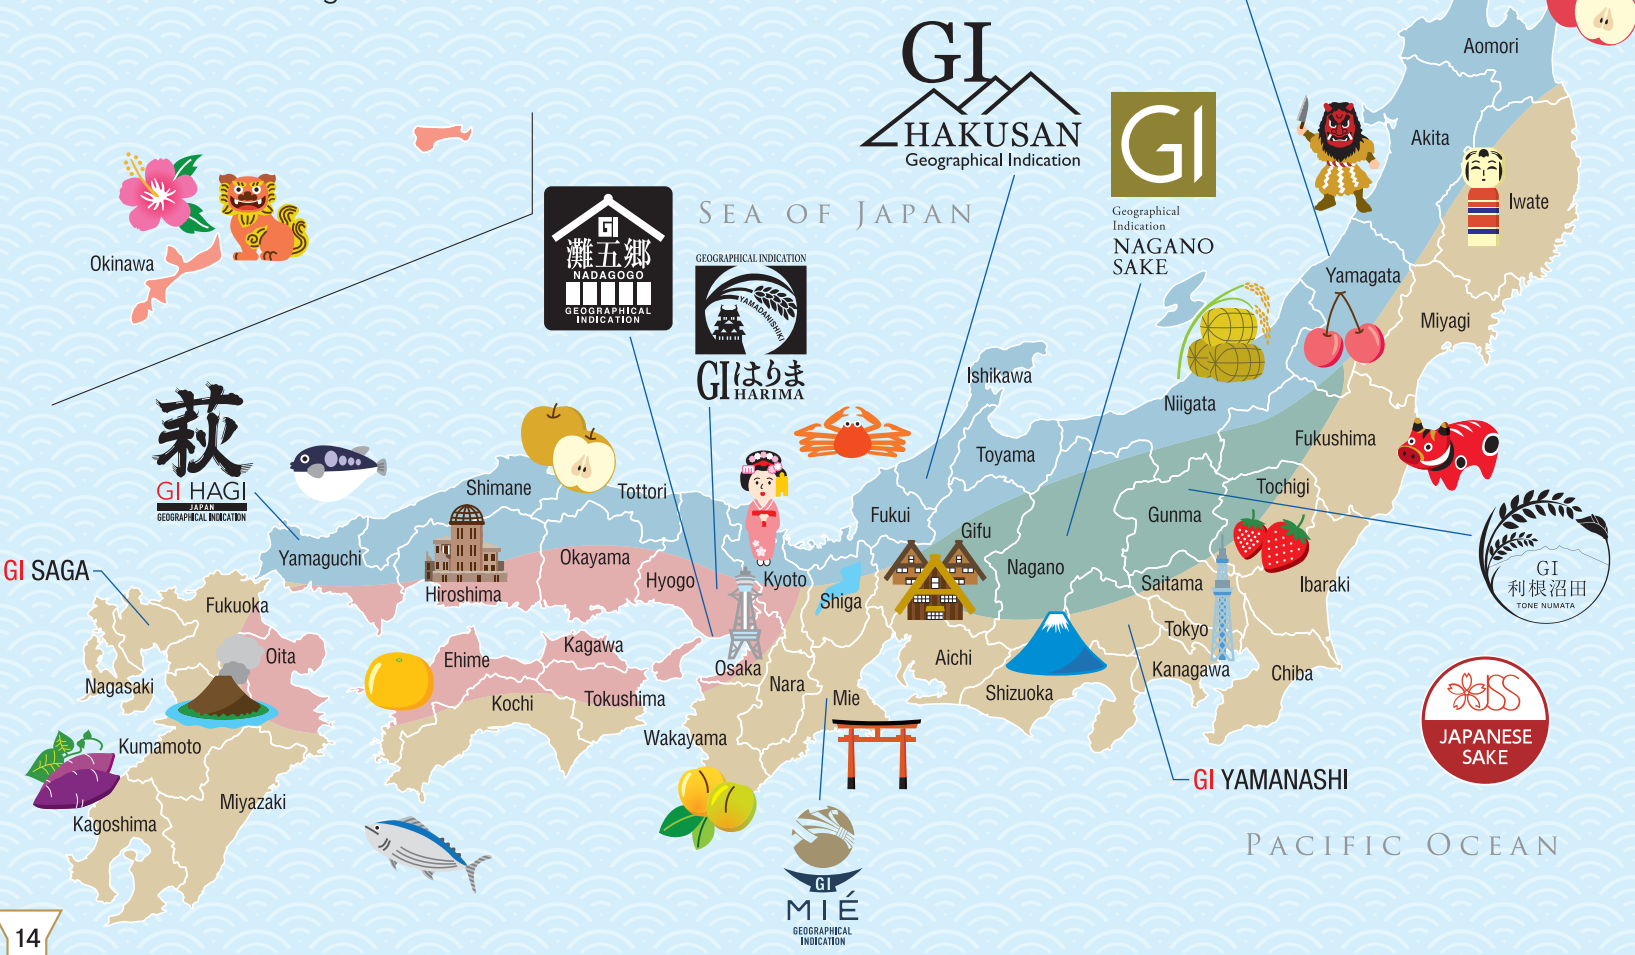 GI
HAKUSAN
Geographical Indication
GI
Geographical
Indication
NAGANO
SAKE
SEA OF JAPAN
GI
灘五郷
NADAGOGO
GEOGRAPHICAL
INDICATION
GEOGRAPHICAL INDICATION
YAMADANISHIKI
GIはりま
HARIMA
萩
GI HAGI
JAPAN
GEOGRAPHICAL INDICATION
GI SAGA
Okinawa
Aomori
Akita
Iwate
Yamagata
Miyagi
Ishikawa
Niigata
Toyama
Fukushima
Shimane
Tottori
Fukui
Gifu
Gunma
Tochigi
Yamaguchi
Hiroshima
Okayama
Hyogo
Kyoto
Shiga
Nagano
Saitama
Ibaraki
GI
利根沼田
TONE NUMATA
Fukuoka
Oita
Ehime
Kagawa
Osaka
Nara
Aichi
Tokyo
Kanagawa
Chiba
Nagasaki
Kochi
Tokushima
Mie
Shizuoka
Kumamoto
Wakayama
Miyazaki
Kagoshima
GI YAMANASHI
JSS
JAPANESE
SAKE
PACIFIC OCEAN
GI
MIÉ
GEOGRAPHICAL
INDICATION
14